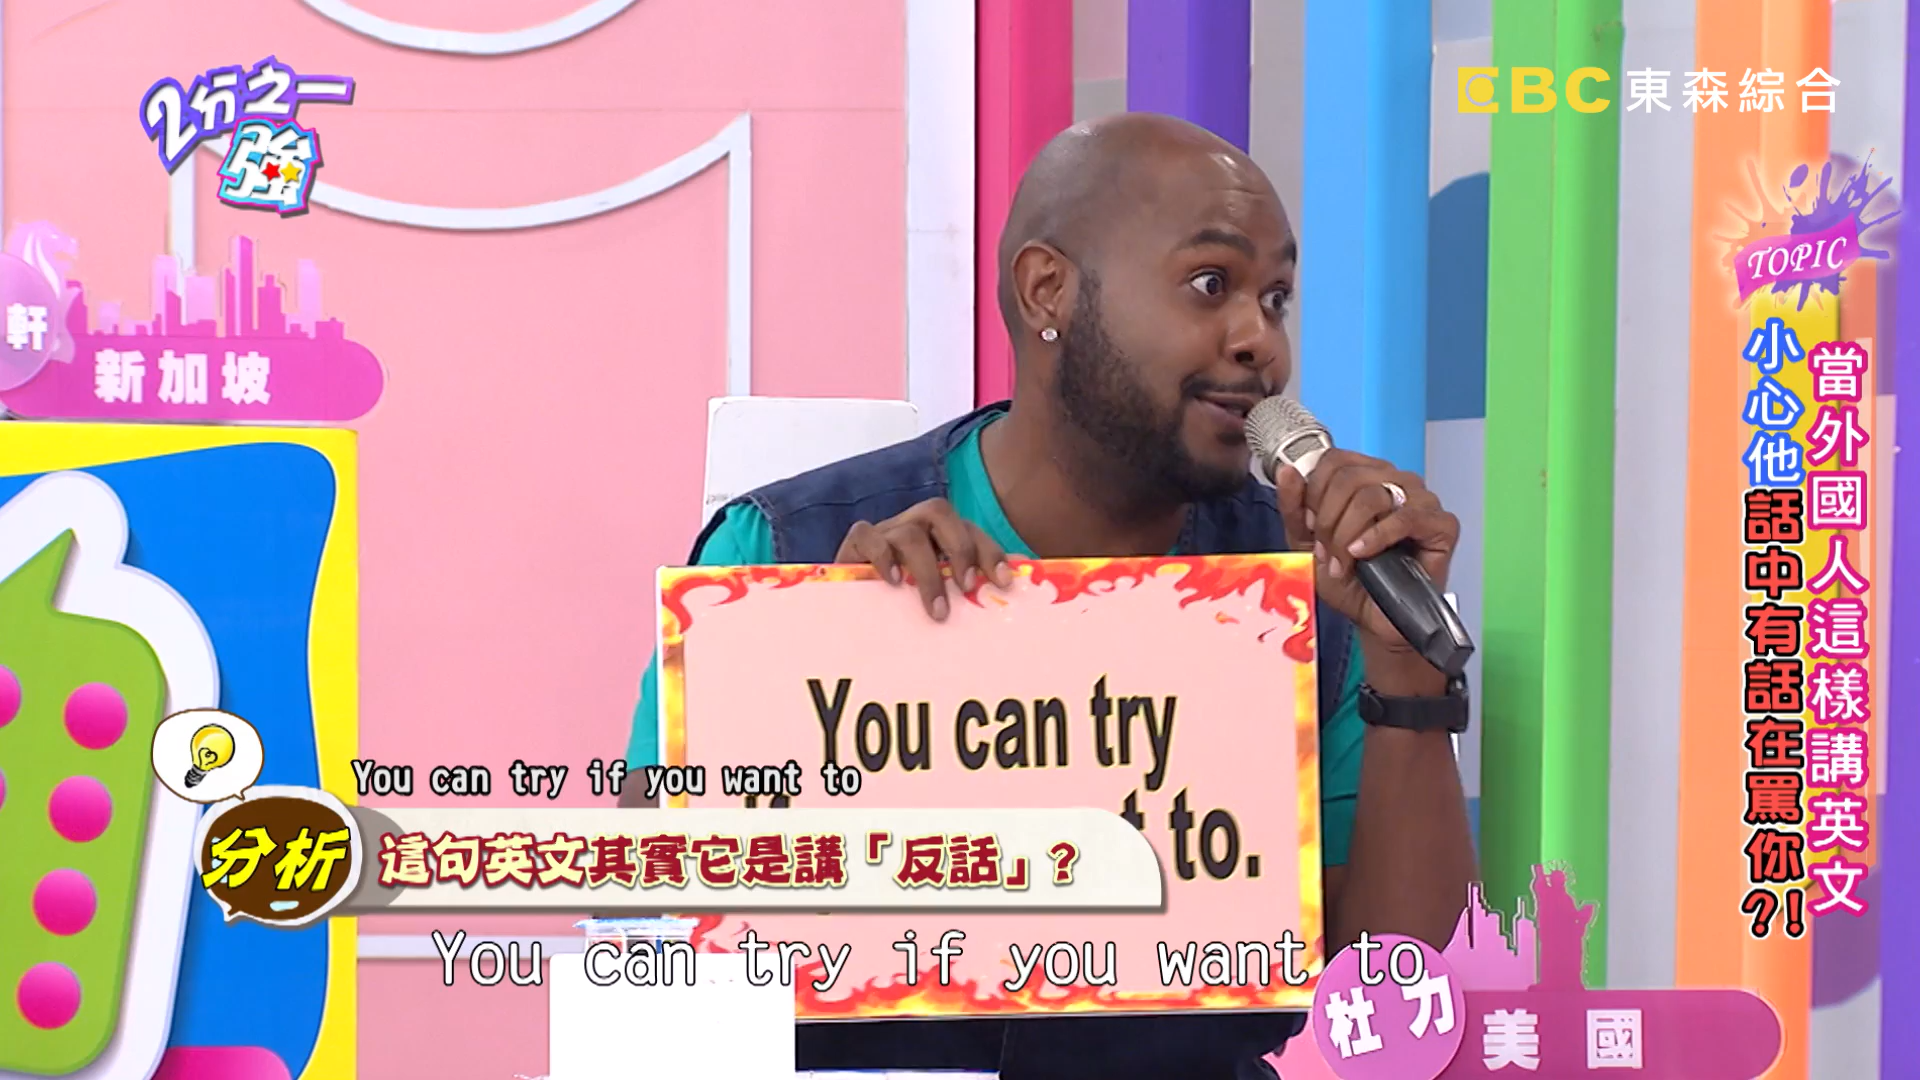 2分之一
強
EBC東森綜合
TOPIC
當外國人這樣講英文
小心他話中有話在罵你?!
軒
新加坡
You can try
to.
You can try if you want to
分析
這句英文其實它是講「反話」?
You can try if you want to
杜力
美國